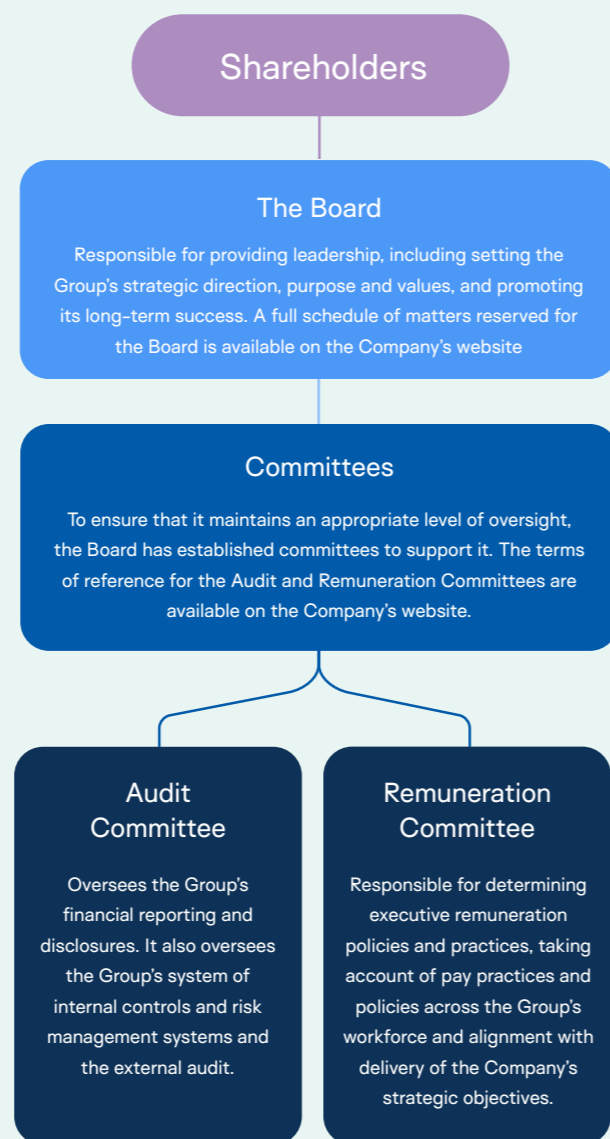 Shareholders
The Board
Responsible for providing leadership, including setting the
Group's strategic direction, purpose and values, and promoting
its long-term success. A full schedule of matters reserved for
the Board is available on the Company's website
Committees
To ensure that it maintains an appropriate level of oversight,
the Board has established committees to support it. The terms
of reference for the Audit and Remuneration Committees are
available on the Company's website.
Audit
Committee
Oversees the Group's
financial reporting and
disclosures. It also oversees
the Group's system of
internal controls and risk
management systems and
the external audit.
Remuneration
Committee
Responsible for determining
executive remuneration
policies and practices, taking
account of pay practices and
policies across the Group's
workforce and alignment with
delivery of the Company's
strategic objectives.